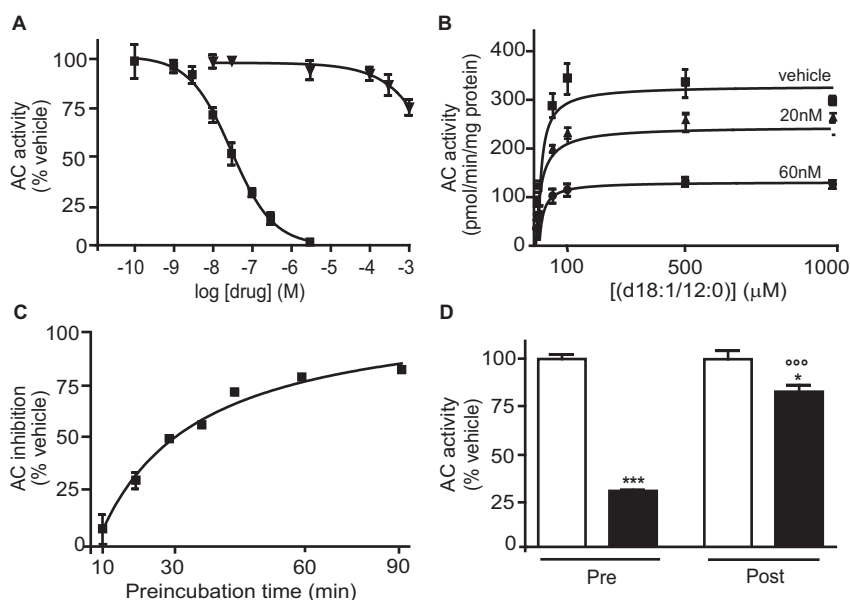 A
AC activity
(% vehicle)
100
75
50
25
0
-10 -9 -8 -7 -6 -5 -4 -3
log [drug] (M)
B
AC activity
(pmol/min/mg protein)
400
300
200
100
0
vehicle
20nM
60nM
100 500 1000
[(d18:1/12:0)] (μM)
C
AC inhibition
(% vehicle)
100
75
50
25
0
10 30 60 90
Preincubation time (min)
D
AC activity
(% vehicle)
100
75
50
25
0
***
°°°
*
Pre Post